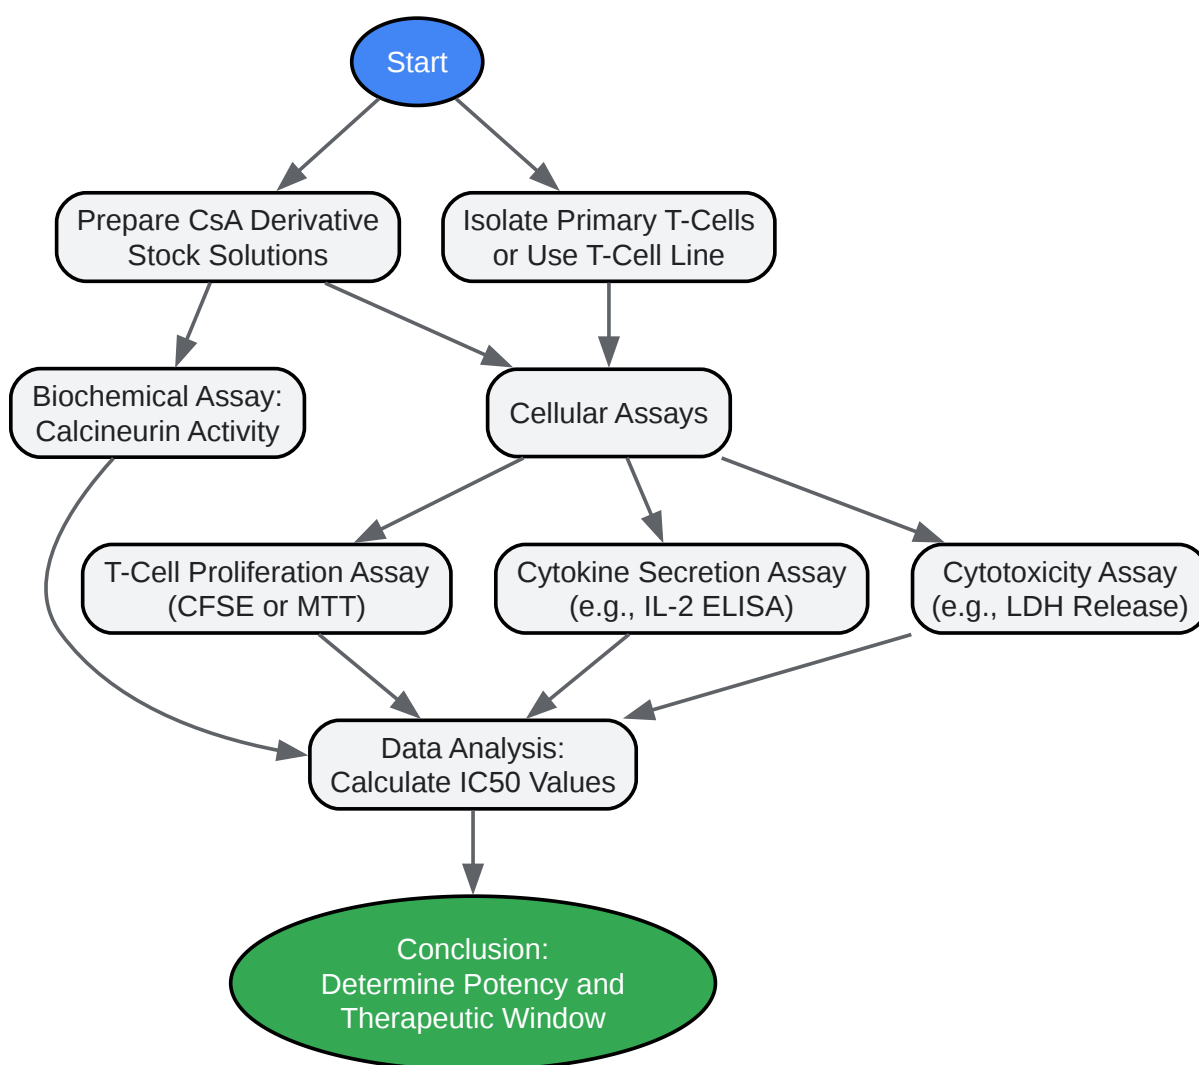 Start
Prepare CsA Derivative
Stock Solutions
Isolate Primary T-Cells
or Use T-Cell Line
Biochemical Assay:
Calcineurin Activity
Cellular Assays
T-Cell Proliferation Assay
(CFSE or MTT)
Cytokine Secretion Assay
(e.g., IL-2 ELISA)
Cytotoxicity Assay
(e.g., LDH Release)
Data Analysis:
Calculate IC50 Values
Conclusion:
Determine Potency and
Therapeutic Window